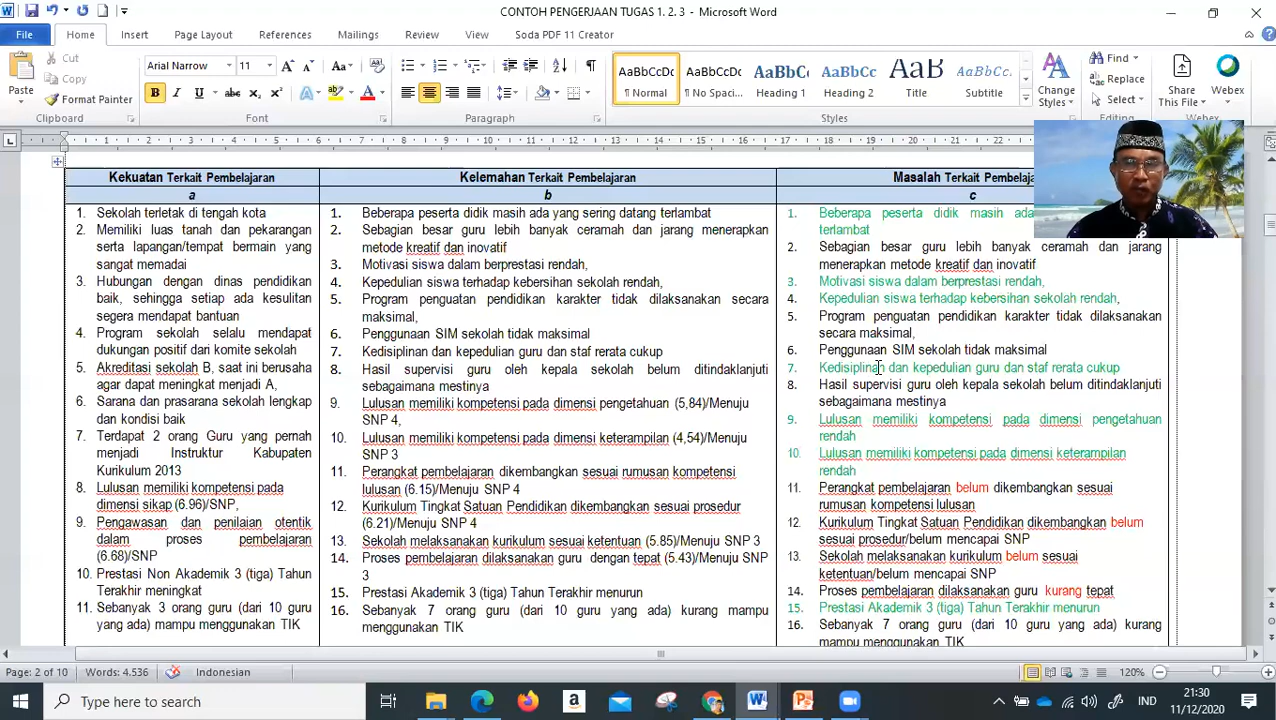 CONTOH PENGERJAAN TUGAS 1. 2. 3 - Microsoft Word
File Home Insert Page Layout References Mailings Review View Soda PDF 11 Creator
Paste
Cut
Copy
Format Painter
Clipboard
Arial Narrow 11
Font
Paragraph
AaBbCcDc
¶ Normal
AaBbCcDc
¶ No Spaci...
AaBbCc
Heading 1
AaBbCc
Heading 2
AaB
Title
AaBbCcDc
Subtitle
Change
Styles
Styles
Find
Replace
Select
Editing
Share
This File
Webex
Webex
Kekuatan Terkait Pembelajaran
a
1. Sekolah terletak di tengah kota
2. Memiliki luas tanah dan pekarangan
serta lapangan/tempat bermain yang
sangat memadai
3. Hubungan dengan dinas pendidikan
baik, sehingga setiap ada kesulitan
segera mendapat bantuan
4. Program sekolah selalu mendapat
dukungan positif dari komite sekolah
5. Akreditasi sekolah B, saat ini berusaha
agar dapat meningkat menjadi A,
6. Sarana dan prasarana sekolah lengkap
dan kondisi baik
7. Terdapat 2 orang Guru yang pernah
menjadi Instruktur Kabupaten
Kurikulum 2013
8. Lulusan memiliki kompetensi pada
dimensi sikap (6.96)/SNP,
9. Pengawasan dan penilaian otentik
dalam proses pembelajaran
(6.68)/SNP
10. Prestasi Non Akademik 3 (tiga) Tahun
Terakhir meningkat
11. Sebanyak 3 orang guru (dari 10 guru
yang ada) mampu menggunakan TIK
Kelemahan Terkait Pembelajaran
b
1. Beberapa peserta didik masih ada yang sering datang terlambat
2. Sebagian besar guru lebih banyak ceramah dan jarang menerapkan
metode kreatif dan inovatif
3. Motivasi siswa dalam berprestasi rendah,
4. Kepedulian siswa terhadap kebersihan sekolah rendah,
5. Program penguatan pendidikan karakter tidak dilaksanakan secara
maksimal,
6. Penggunaan SIM sekolah tidak maksimal
7. Kedisiplinan dan kepedulian guru dan staf rerata cukup
8. Hasil supervisi guru oleh kepala sekolah belum ditindaklanjuti
sebagaimana mestinya
9. Lulusan memiliki kompetensi pada dimensi pengetahuan (5,84)/Menuju
SNP 4,
10. Lulusan memiliki kompetensi pada dimensi keterampilan (4,54)/Menuju
SNP 3
11. Perangkat pembelajaran dikembangkan sesuai rumusan kompetensi
lulusan (6.15)/Menuju SNP 4
12. Kurikulum Tingkat Satuan Pendidikan dikembangkan sesuai prosedur
(6.21)/Menuju SNP 4
13. Sekolah melaksanakan kurikulum sesuai ketentuan (5.85)/Menuju SNP 3
14. Proses pembelajaran dilaksanakan guru dengan tepat (5.43)/Menuju SNP
3
15. Prestasi Akademik 3 (tiga) Tahun Terakhir menurun
16. Sebanyak 7 orang guru (dari 10 guru yang ada) kurang mampu
menggunakan TIK
Masalah Terkait
c
1. Beberapa peserta didik masih
terlambat
2. Sebagian besar guru lebih banyak ceramah dan jarang
menerapkan metode kreatif dan inovatif
3. Motivasi siswa dalam berprestasi rendah,
4. Kepedulian siswa terhadap kebersihan sekolah rendah,
5. Program penguatan pendidikan karakter tidak dilaksanakan
secara maksimal,
6. Penggunaan SIM sekolah tidak maksimal
7. Kedisiplinan dan kepedulian guru dan staf rerata cukup
8. Hasil supervisi guru oleh kepala sekolah belum ditindaklanjuti
sebagaimana mestinya
9. Lulusan memiliki kompetensi pada dimensi pengetahuan
rendah
10. Lulusan memiliki kompetensi pada dimensi keterampilan
rendah
11. Perangkat pembelajaran belum dikembangkan sesuai
rumusan kompetensi lulusan
12. Kurikulum Tingkat Satuan Pendidikan dikembangkan belum
sesuai prosedur/belum mencapai SNP
13. Sekolah melaksanakan kurikulum belum sesuai
ketentuan/belum mencapai SNP
14. Proses pembelajaran dilaksanakan guru kurang tepat
15. Prestasi Akademik 3 (tiga) Tahun Terakhir menurun
16. Sebanyak 7 orang guru (dari 10 guru yang ada) kurang
mampu menggunakan TIK
Page: 2 of 10 Words: 4.536 Indonesian 120%
Type here to search
IND
21:30
11/12/2020